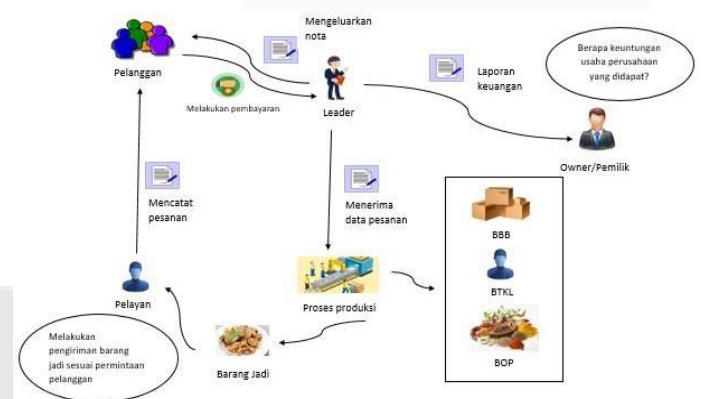 Mengeluarkan
nota
Pelanggan
Melakukan pembayaran
Leader
Laporan
keuangan
Berapa keuntungan
usaha perusahaan
yang didapat?
Owner/Pemilik
Mencatat
pesanan
Menerima
data pesanan
BBB
BTKL
BOP
Proses produksi
Pelayan
Barang Jadi
Melakukan
pengiriman barang
jadi sesuai permintaan
pelanggan